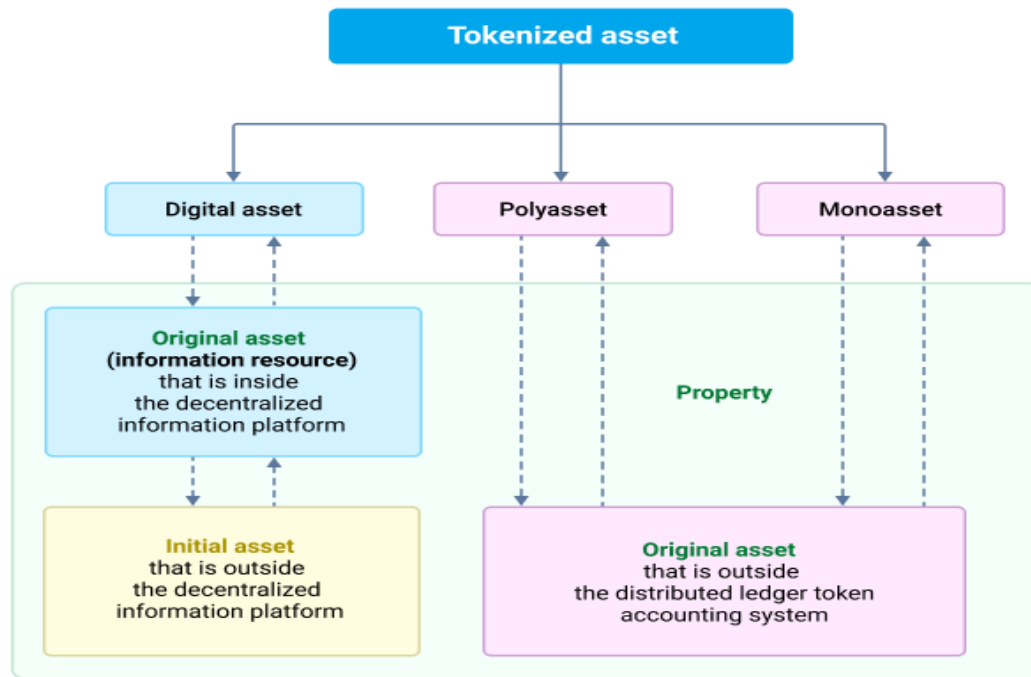 Tokenized asset
Digital asset
Polyasset
Monoasset
Original asset
(information resource)
that is inside
the decentralized
information platform
Property
Initial asset
that is outside
the decentralized
information platform
Original asset
that is outside
the distributed ledger token
accounting system